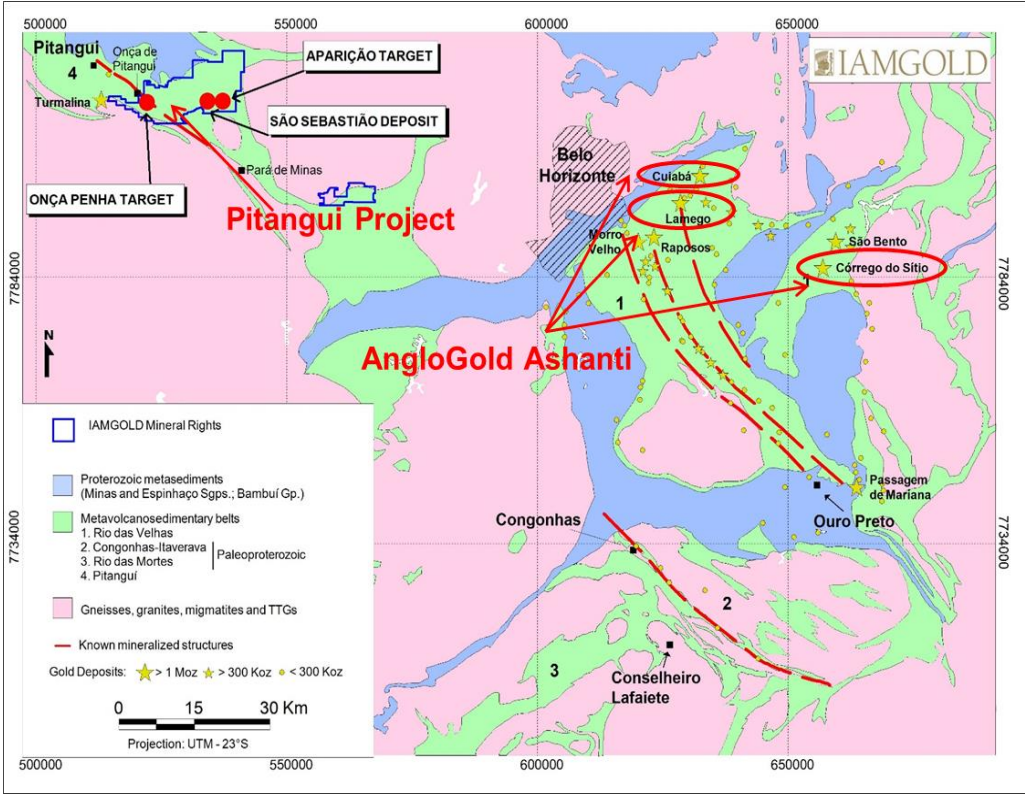 500000
550000
600000
650000
Pitangui
4
Onça de
Pitangui
APARIÇÃO TARGET
IAMGOLD
Turmalina
SÃO SEBASTIÃO DEPOSIT
Belo
Horizonte
Cuiabá
Pará de Minas
ONÇA PENHA TARGET
Pitangui Project
Lamego
Morro
Velho
Raposos
São Bento
Córrego do Sítio
7784000
7784000
1
N
AngloGold Ashanti
IAMGOLD Mineral Rights
Proterozoic metasediments
(Minas and Espinhaço Sgps.; Bambuí Gp.)
Metavolcanosedimentary belts
1. Rio das Velhas
2. Congonhas-Itaverava
3. Rio das Mortes
4. Pitanguí
Paleoproterozoic
Gneisses, granites, migmatites and TTGs
Known mineralized structures
Gold Deposits:
> 1 Moz
> 300 Koz
< 300 Koz
0 15 30 Km
Projection: UTM - 23°S
Passagem
de Mariana
Ouro Preto
Congonhas
7734000
7734000
2
3
Conselheiro
Lafaiete
500000
550000
600000
650000